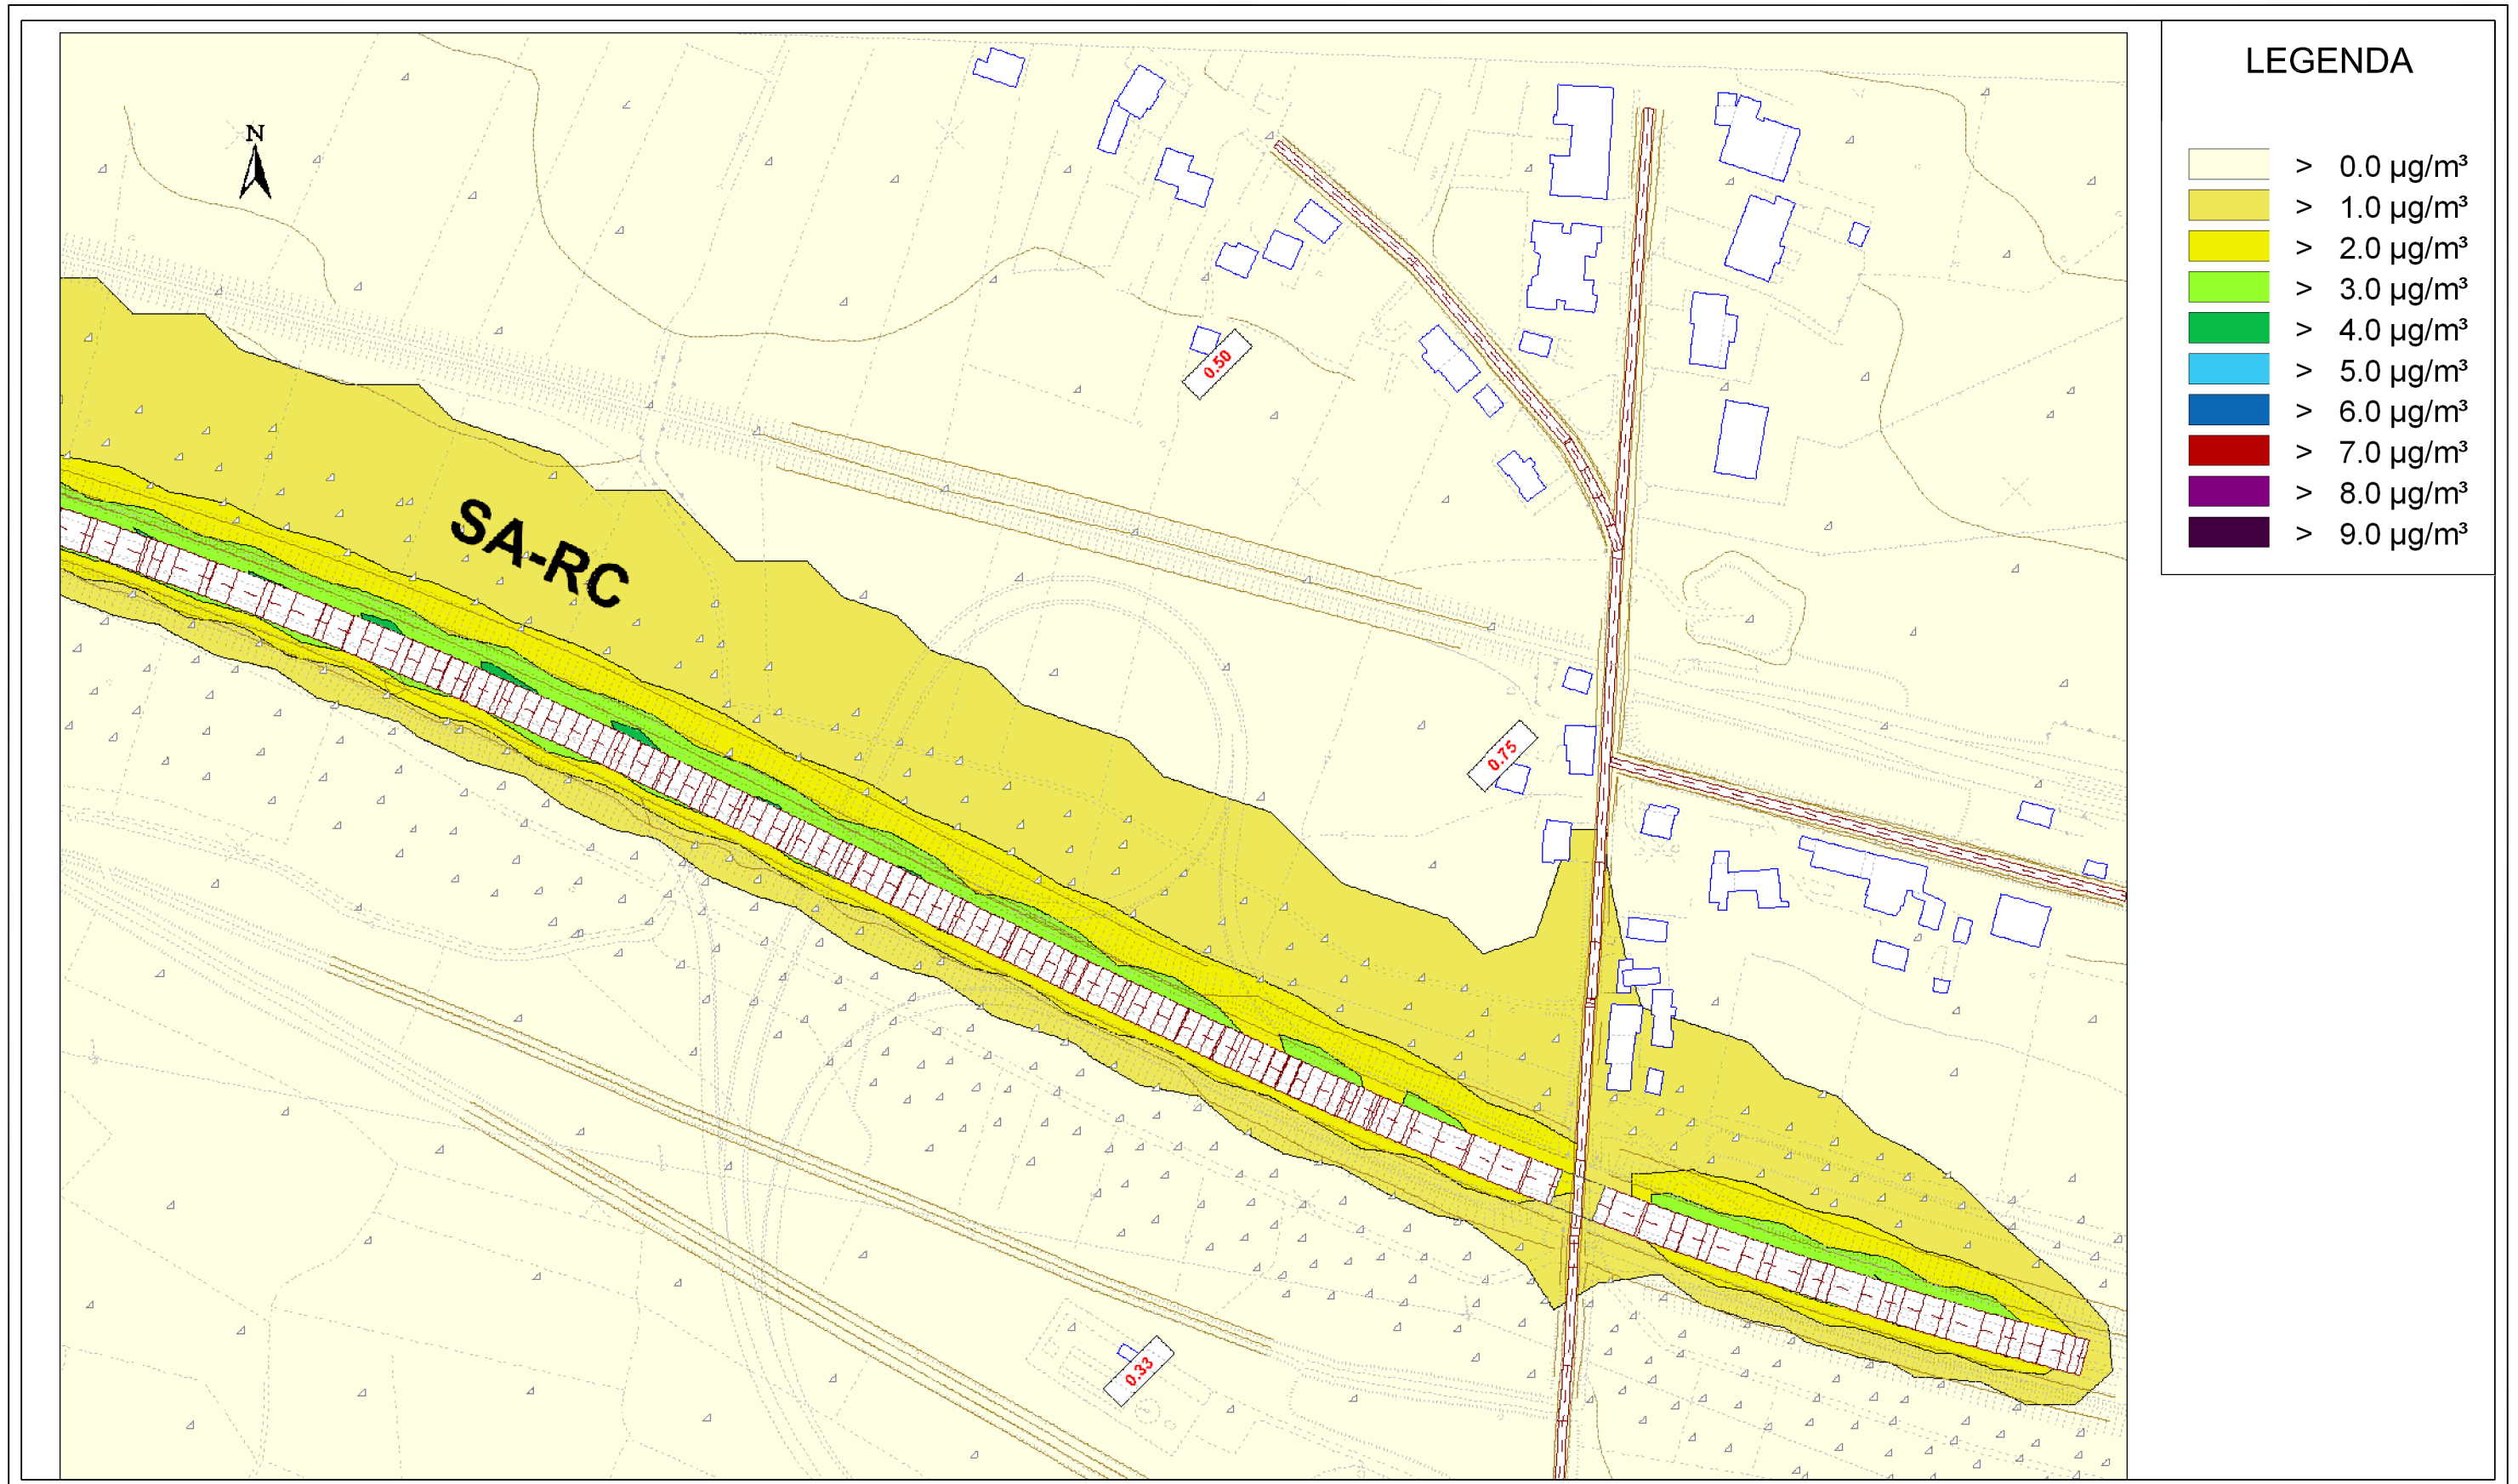 LEGENDA
> 0.0 µg/m³
> 1.0 µg/m³
> 2.0 µg/m³
> 3.0 µg/m³
> 4.0 µg/m³
> 5.0 µg/m³
> 6.0 µg/m³
> 7.0 µg/m³
> 8.0 µg/m³
> 9.0 µg/m³
N
0.50
SA-RC
0.75
0.33